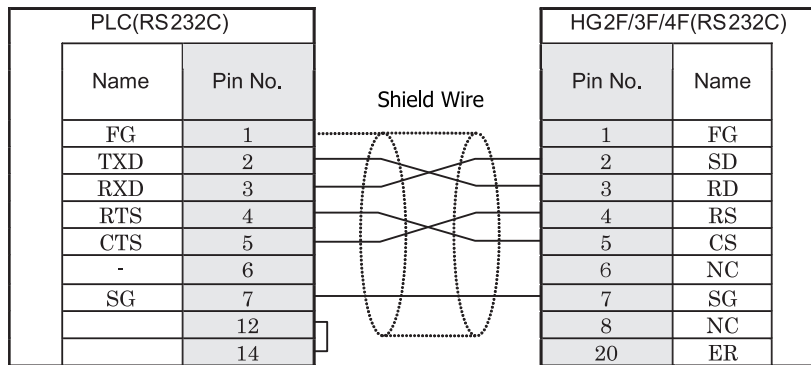 PLC(RS232C) HG2F/3F/4F(RS232C)
Name Pin No. Pin No. Name
Shield Wire
FG 1 1 FG
TXD 2 2 SD
RXD 3 3 RD
RTS 4 4 RS
CTS 5 5 CS
- 6 6 NC
SG 7 7 SG
12 8 NC
14 20 ER